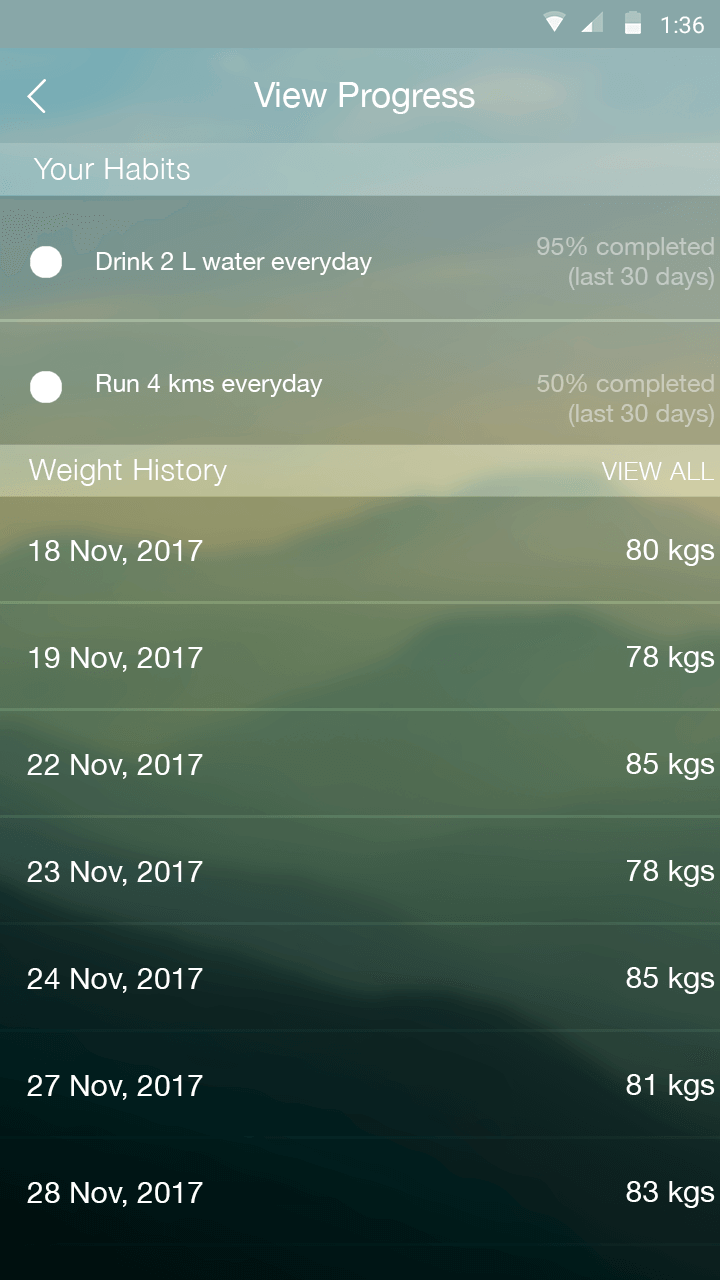 1:36
View Progress
Your Habits
Drink 2 L water everyday
95% completed
(last 30 days)
Run 4 kms everyday
50% completed
(last 30 days)
Weight History VIEW ALL
18 Nov, 2017 80 kgs
19 Nov, 2017 78 kgs
22 Nov, 2017 85 kgs
23 Nov, 2017 78 kgs
24 Nov, 2017 85 kgs
27 Nov, 2017 81 kgs
28 Nov, 2017 83 kgs